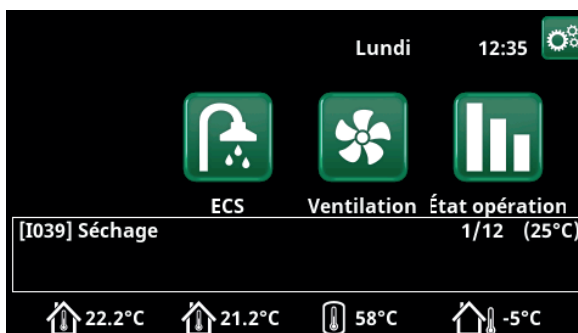 Lundi 12:35
ECS Ventilation État opération
[I039] Séchage 1/12 (25°C)
22.2°C 21.2°C 58°C -5°C